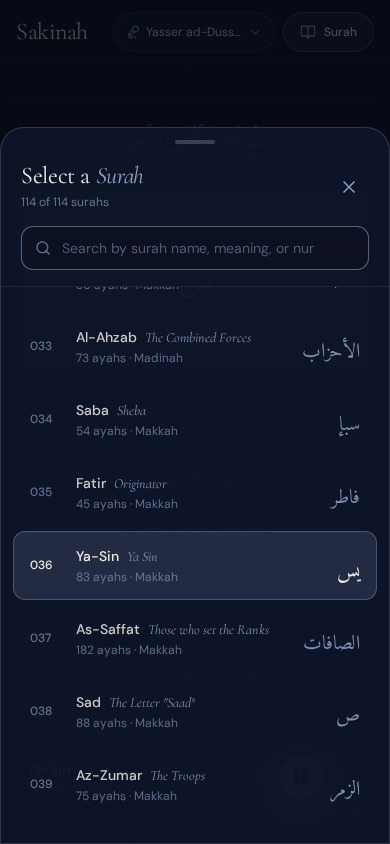 Sakinah
Yasser ad-Duss...
Surah
Select a Surah
114 of 114 surahs
Search by surah name, meaning, or nur
ayahs · Makkah
033 Al-Ahzab The Combined Forces الأحزاب
73 ayahs · Madinah
034 Saba Sheba سبإ
54 ayahs · Makkah
035 Fatir Originator فاطر
45 ayahs · Makkah
036 Ya-Sin Ya Sin يس
83 ayahs · Makkah
037 As-Saffat Those who set the Ranks الصافات
182 ayahs · Makkah
038 Sad The Letter "Saad" ص
88 ayahs · Makkah
039 Az-Zumar The Troops الزمر
75 ayahs · Makkah